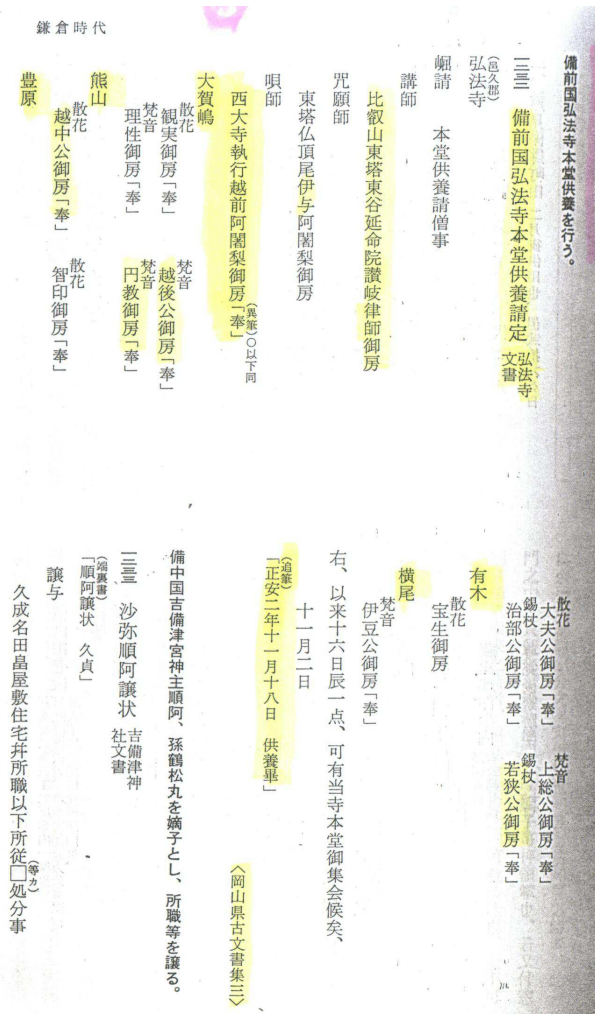 鎌倉時代
備前国弘法寺本堂供養を行う。
一三二 備前国弘法寺本堂供養請定 弘法寺文書
(邑久郡)
弘法寺
崛請 本堂供養請僧事
講師
比叡山東塔東谷延命院讃岐律師御房
咒願師
東塔仏頂尾伊与阿闍梨御房
唄師
西大寺執行越前阿闍梨御房「奉」
(異筆)○以下同
大賀嶋
散花 観実御房「奉」 梵音 越後公御房「奉」
梵音 理性御房「奉」 梵音 円教御房「奉」
熊山
散花 越中公御房「奉」 散花 智印御房「奉」
豊原
散花 大夫公御房「奉」 梵音 上総公御房「奉」
錫杖 治部公御房「奉」 錫杖 若狭公御房「奉」
有木
散花 宝生御房
横尾
梵音 伊豆公御房「奉」
右、以来十六日辰一点、可有当寺本堂御集会候矣、
十一月二日
(追筆)
「正安二年十一月十八日 供養畢」
〈岡山県古文書集三〉
備中国吉備津宮神主順阿、孫鶴松丸を嫡子とし、所職等を譲る。
一三三 沙弥順阿譲状 吉備津神社文書
(端裏書)
「順阿譲状 久貞」
譲与
久成名田畠屋敷住宅幷所職以下所従□処分事
(等カ)